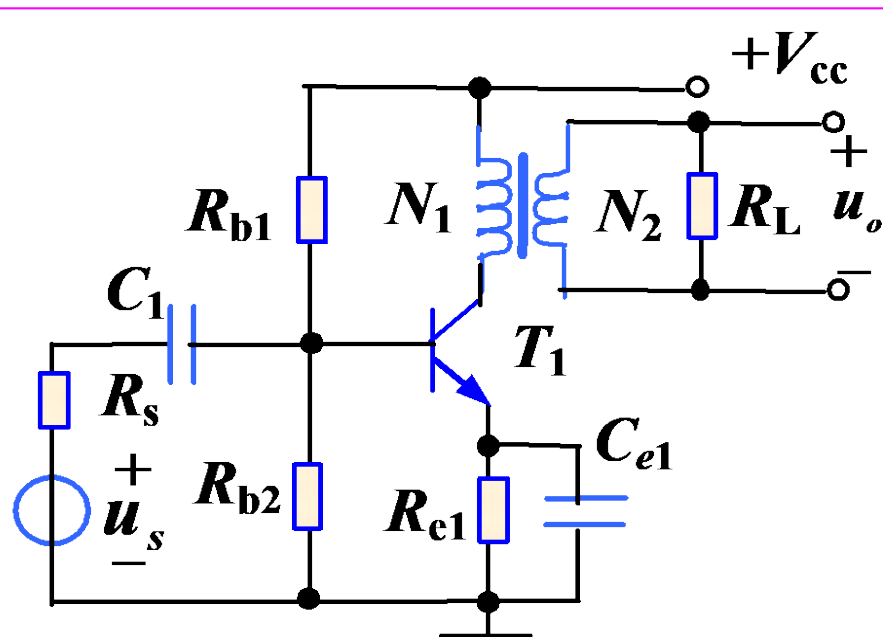 +Vcc
+
Rb1
N1
N2
RL
uo
−
C1
T1
Rs
Ce1
+
Rb2
Re1
us
−